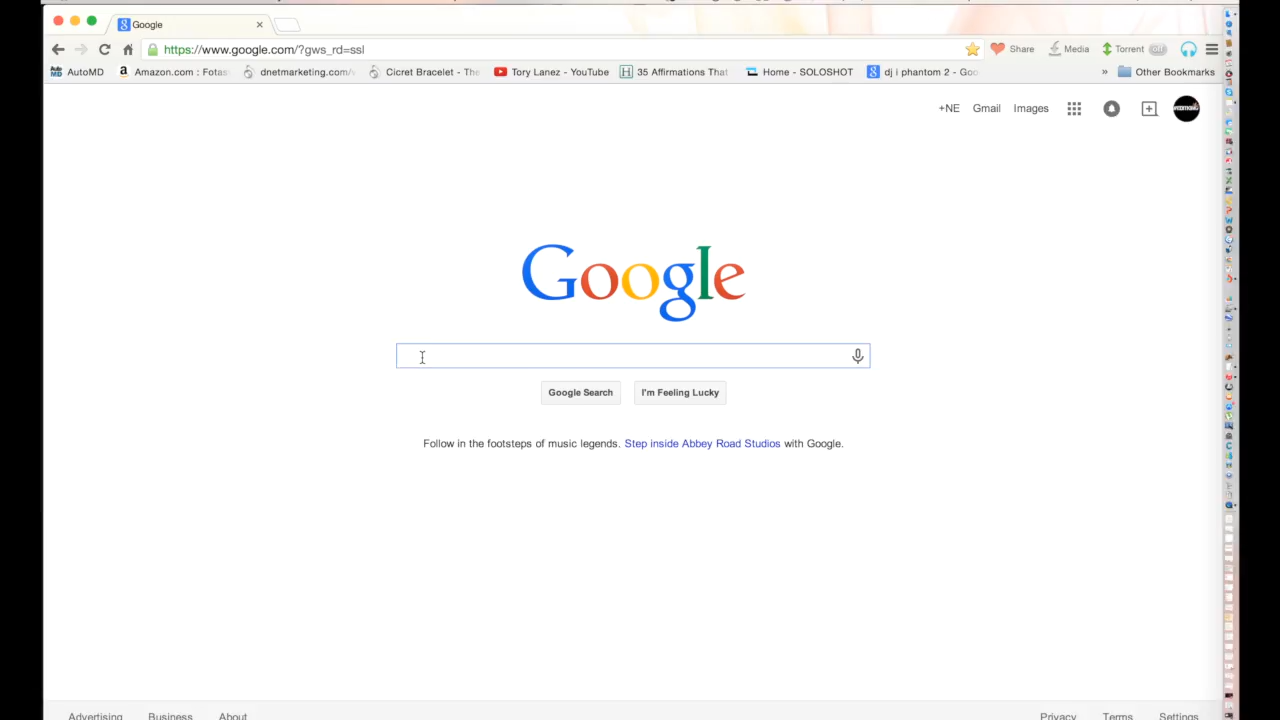 Google
https://www.google.com/?gws_rd=ssl
Share
Media
Torrent
off
AutoMD
Amazon.com : Fotas
dnetmarketing.com/
Cicret Bracelet - The
Tory Lanez - YouTube
35 Affirmations That
Home - SOLOSHOT
dj i phantom 2 - Goo
»
Other Bookmarks
+NE
Gmail
Images
Google
Google Search
I'm Feeling Lucky
Follow in the footsteps of music legends. Step inside Abbey Road Studios with Google.
Advertising
Business
About
Privacy
Terms
Settings